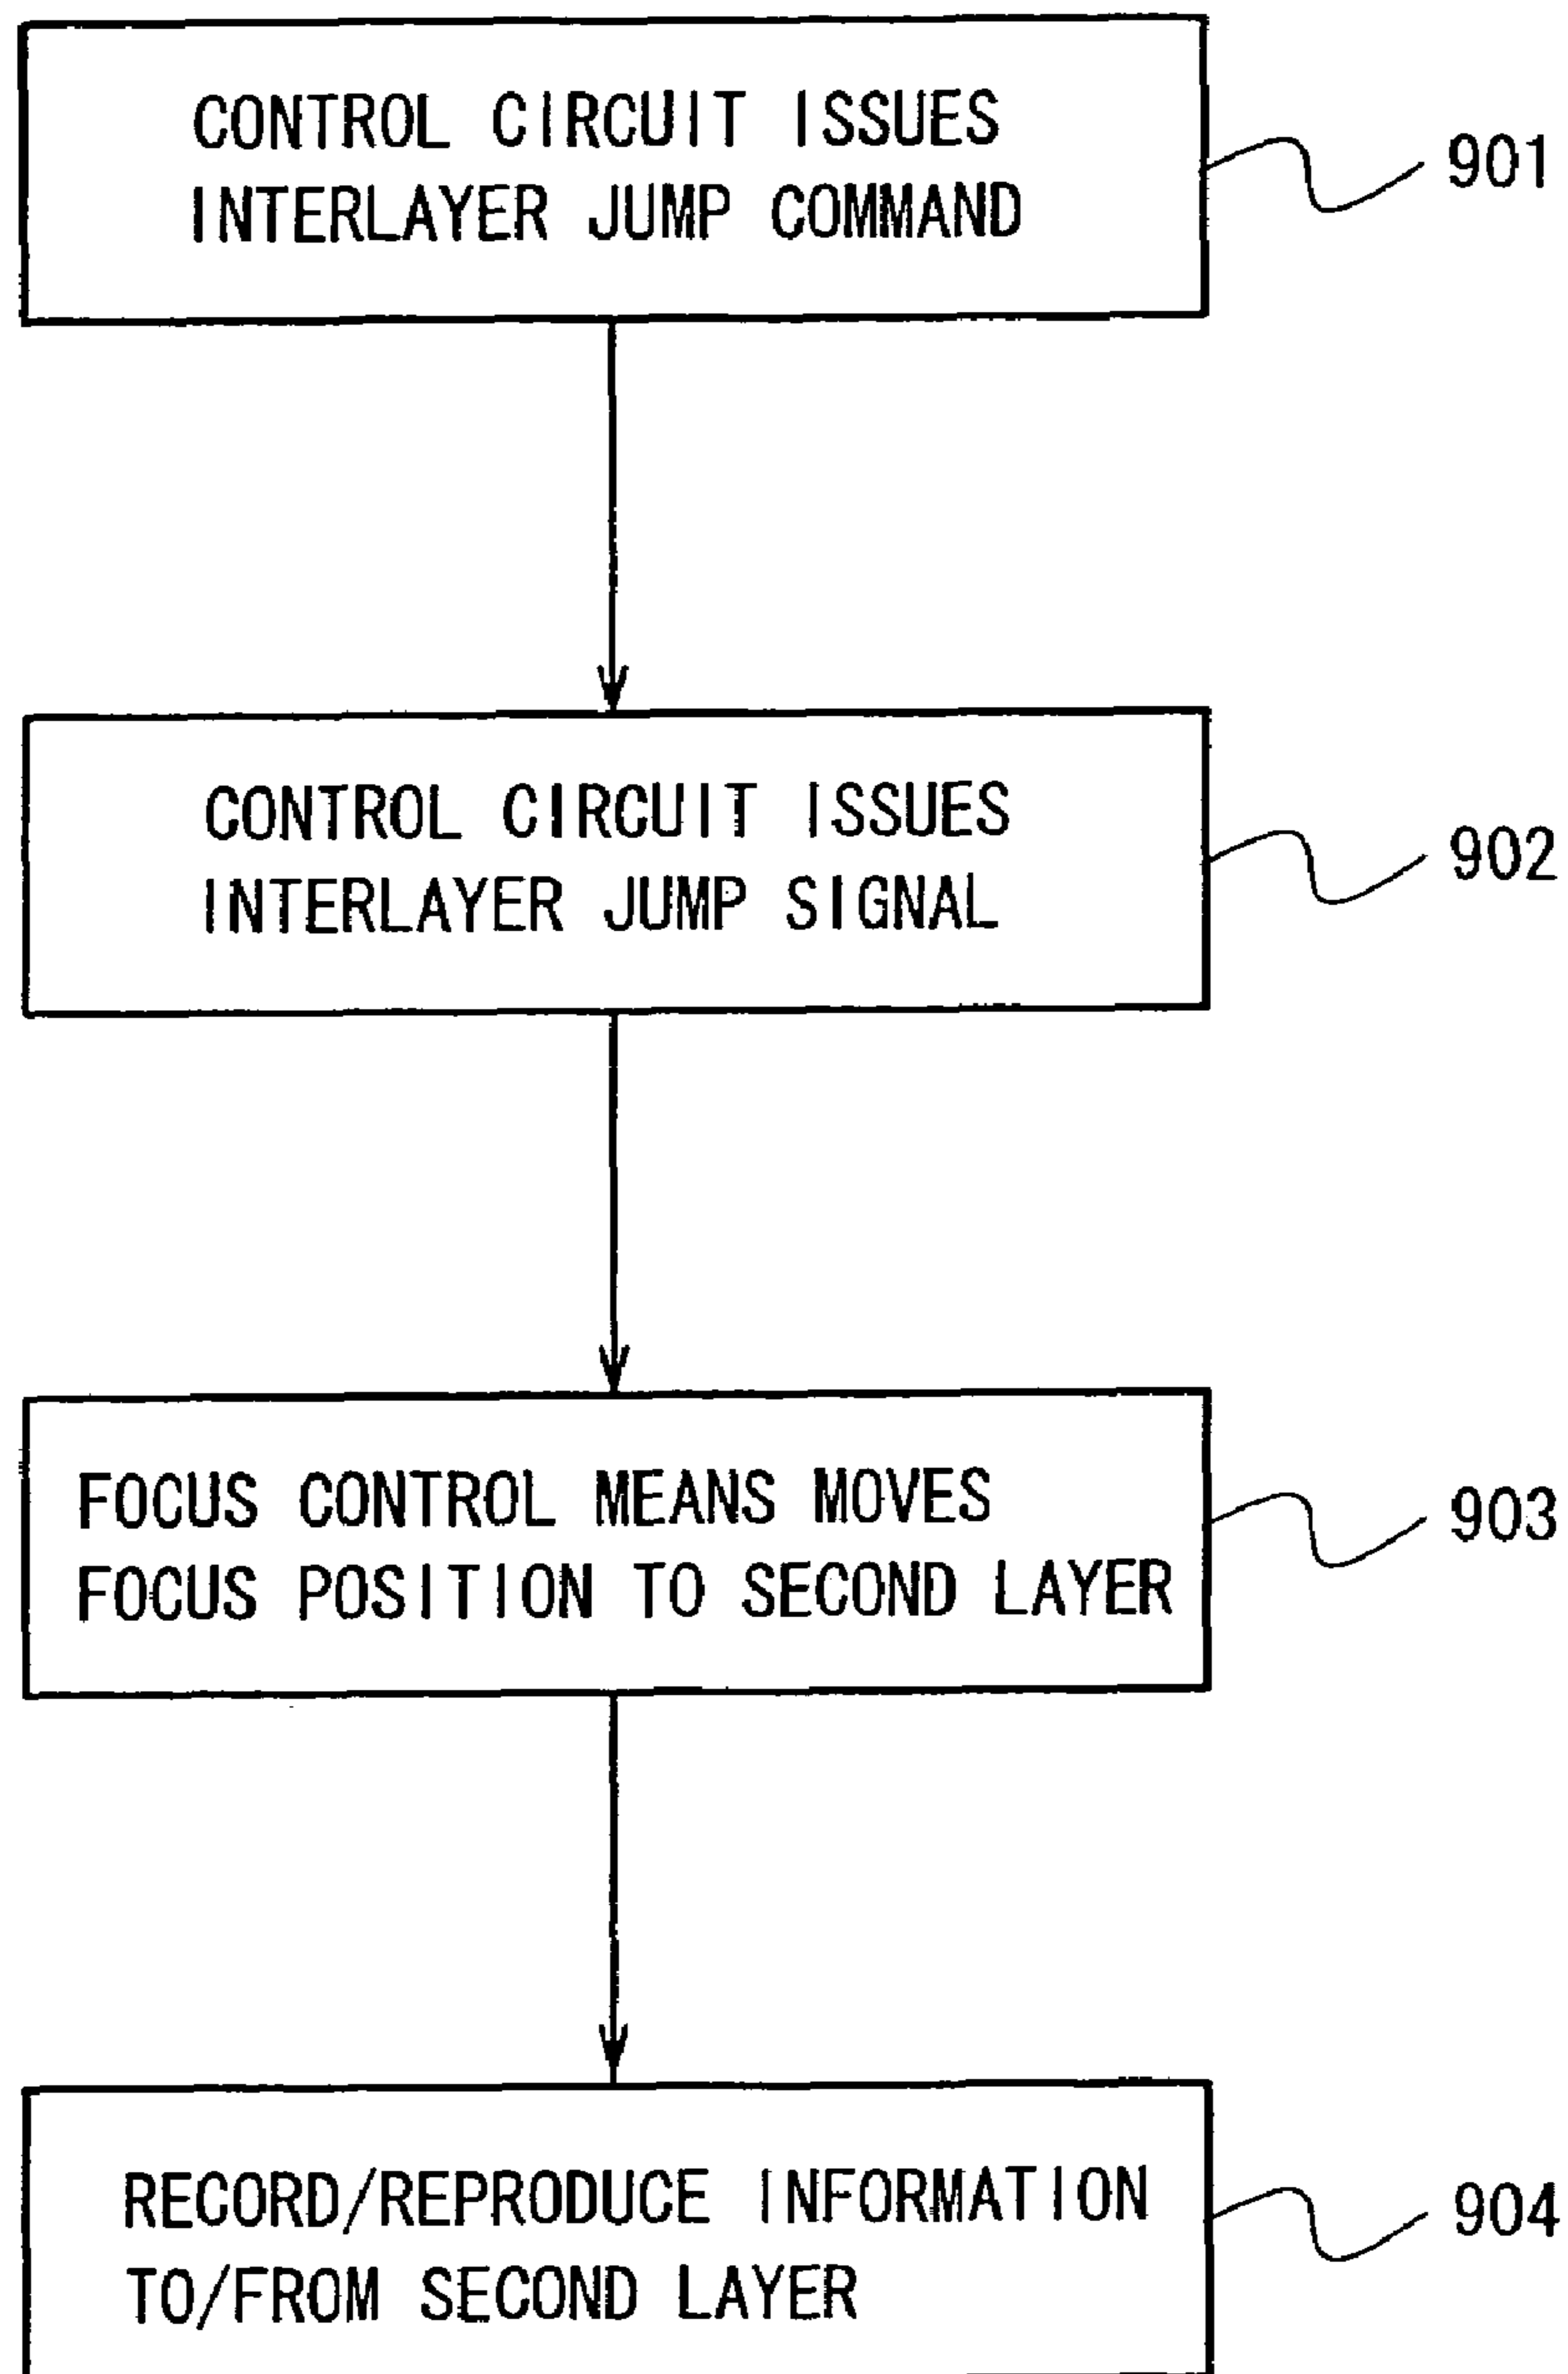 CONTROL CIRCUIT ISSUES
INTERLAYER JUMP COMMAND
901
CONTROL CIRCUIT ISSUES
INTERLAYER JUMP SIGNAL
902
FOCUS CONTROL MEANS MOVES
FOCUS POSITION TO SECOND LAYER
903
RECORD/REPRODUCE INFORMATION
TO/FROM SECOND LAYER
904